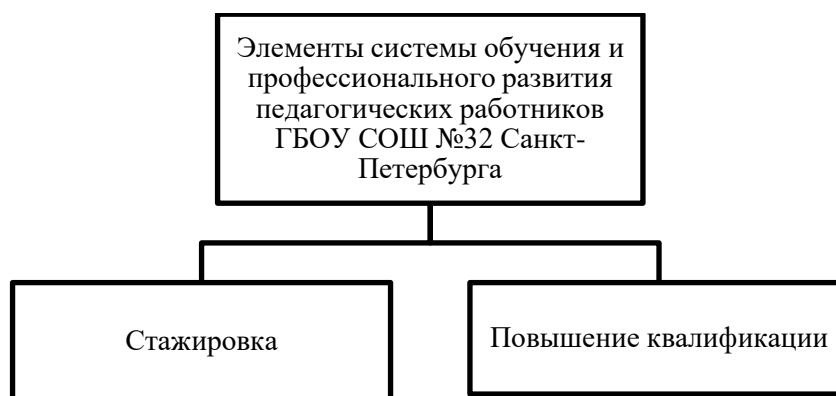 Элементы системы обучения и
профессионального развития
педагогических работников
ГБОУ СОШ №32 Санкт-
Петербурга
Стажировка
Повышение квалификации